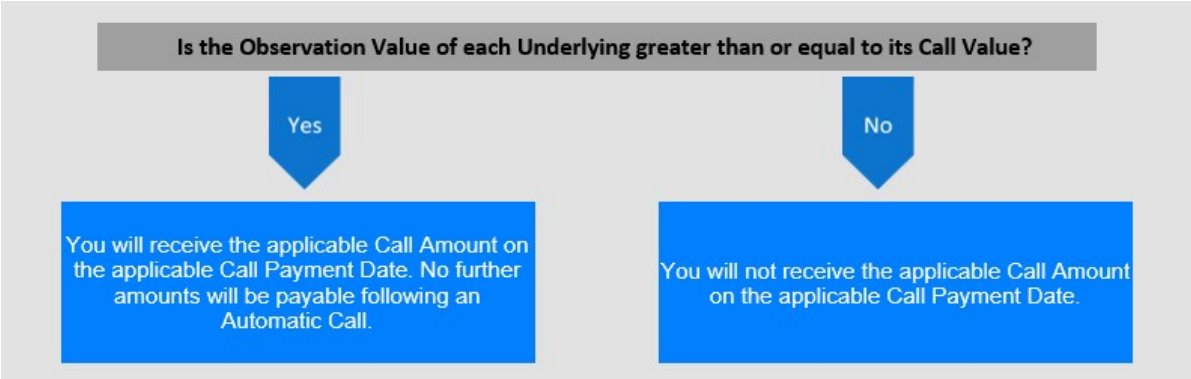 Is the Observation Value of each Underlying greater than or equal to its Call Value?
Yes
No
You will receive the applicable Call Amount on
the applicable Call Payment Date. No further
amounts will be payable following an
Automatic Call.
You will not receive the applicable Call Amount
on the applicable Call Payment Date.